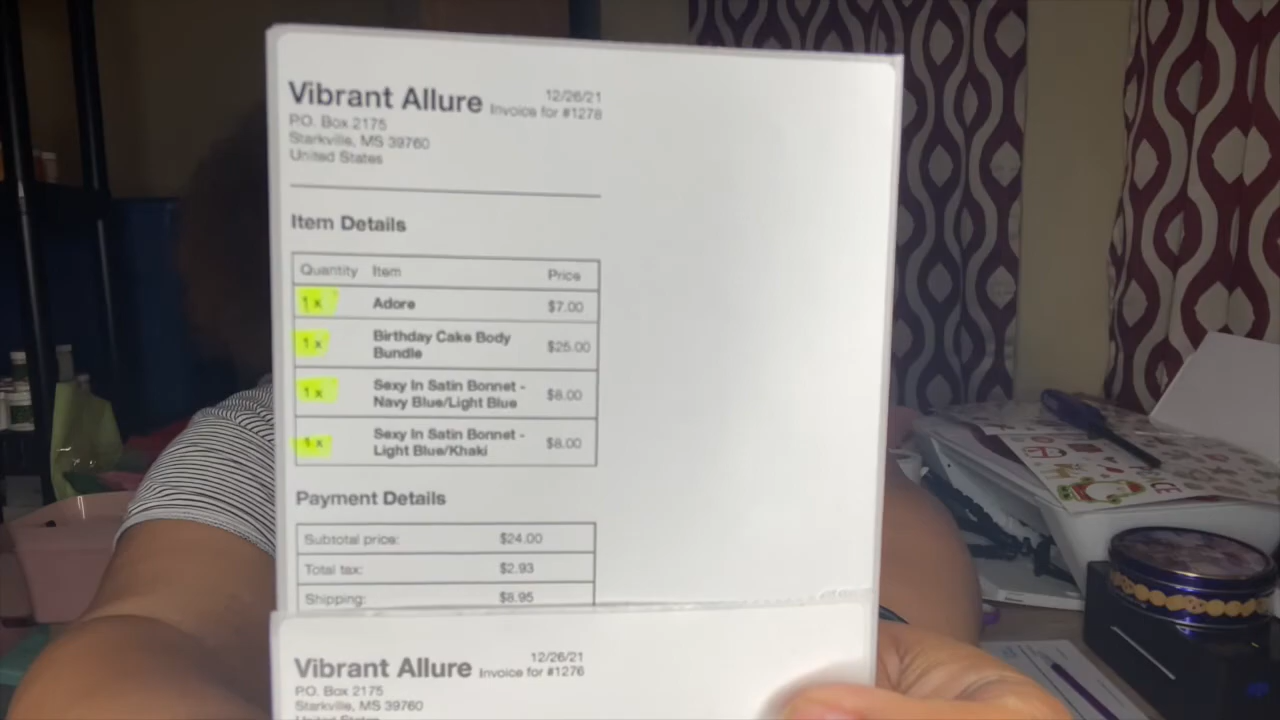 Vibrant Allure
12/26/21
Invoice for #1278
P.O. Box 2175
Starkville, MS 39760
United States
Item Details
Quantity Item Price
1 x Adore $7.00
1 x Birthday Cake Body $25.00
Bundle
1 x Sexy In Satin Bonnet - $8.00
Navy Blue/Light Blue
1 x Sexy In Satin Bonnet - $8.00
Light Blue/Khaki
Payment Details
Subtotal price: $24.00
Total tax: $2.93
Shipping: $8.95
Vibrant Allure
12/26/21
Invoice for #1276
P.O. Box 2175
Starkville, MS 39760
United States